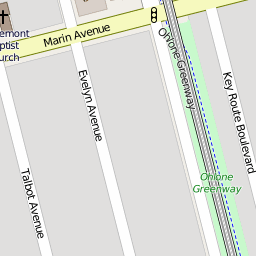 emont
ptist
urch
Marin Avenue
Ohlone Greenway
Evelyn Avenue
Key Route Boulevard
Talbot Avenue
Ohlone
Greenway